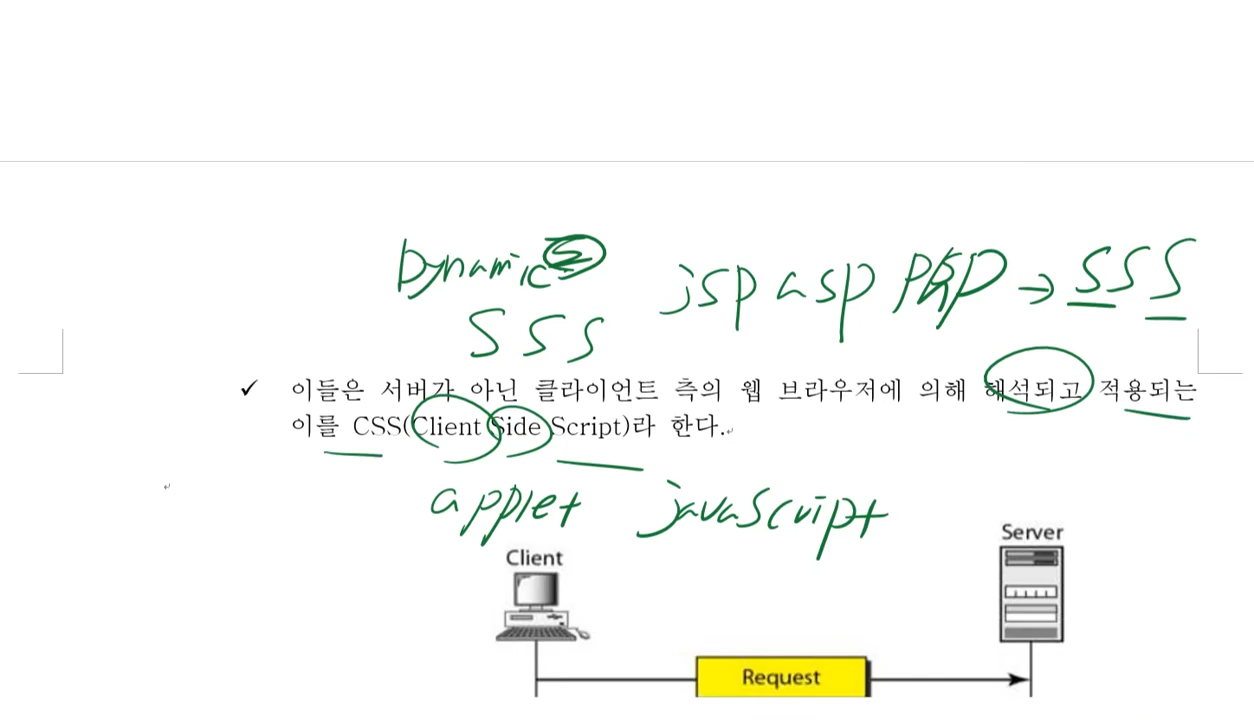 Dynamic
jsp asp PHP → SSS
SSS
✓ 이들은 서버가 아닌 클라이언트 측의 웹 브라우저에 의해 해석되고 적용되는
이를 CSS(Client Side Script)라 한다.
applet javascript
Server
Client
Request